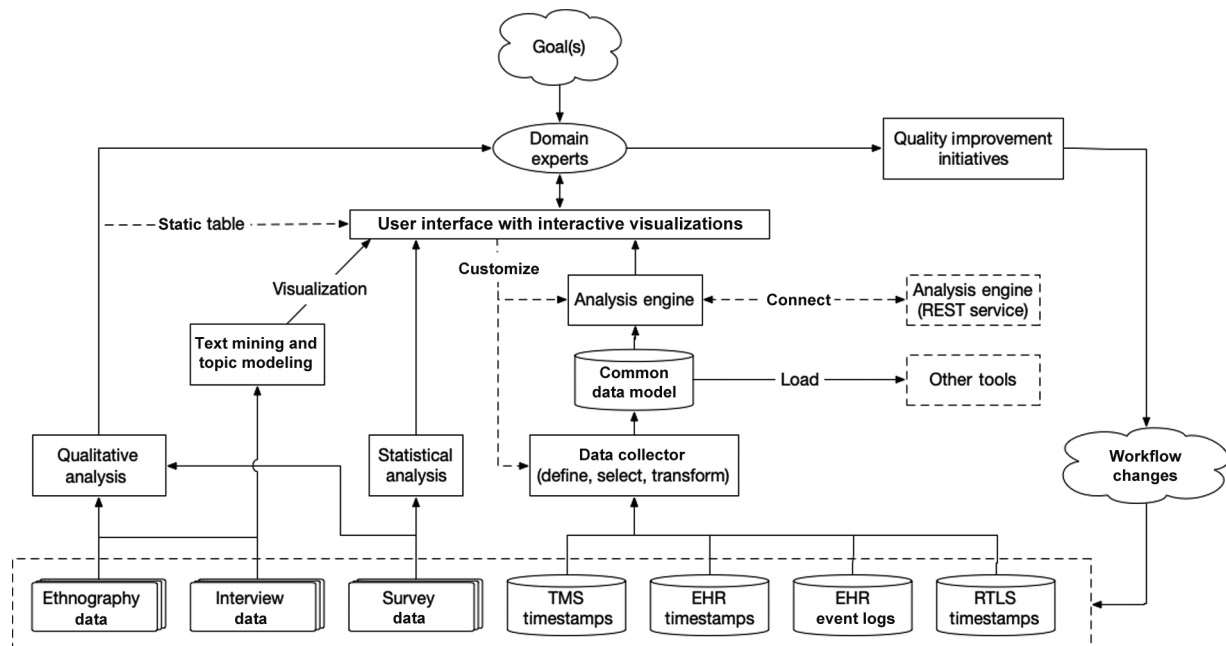 Goal(s)
Domain
experts
Quality improvement
initiatives
Static table
User interface with interactive visualizations
Customize
Visualization
Analysis engine
Connect
Analysis engine
(REST service)
Text mining and
topic modeling
Common
data model
Load
Other tools
Qualitative
analysis
Statistical
analysis
Data collector
(define, select, transform)
Workflow
changes
Ethnography
data
Interview
data
Survey
data
TMS
timestamps
EHR
timestamps
EHR
event logs
RTLS
timestamps